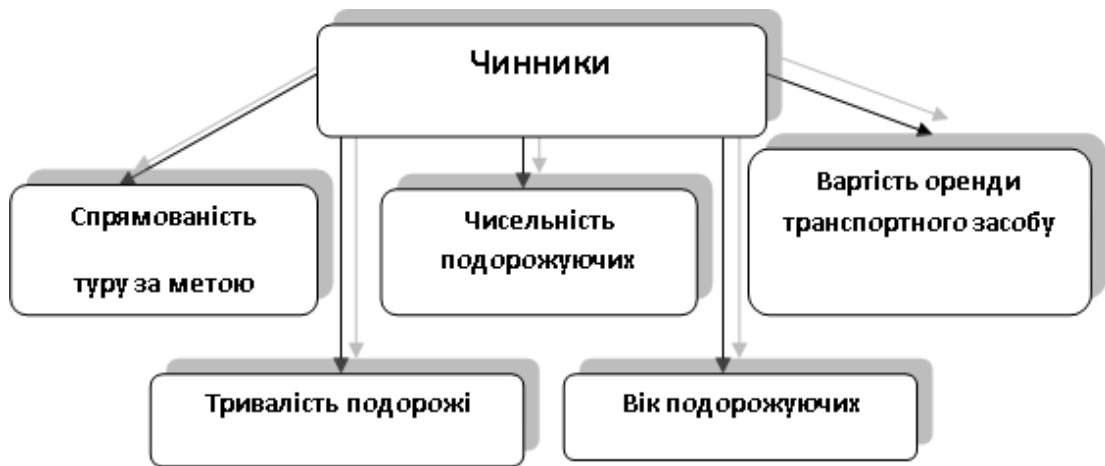 Чинники
Спрямованість
туру за метою
Чисельність
подорожуючих
Вартість оренди
транспортного засобу
Тривалість подорожі
Вік подорожуючих